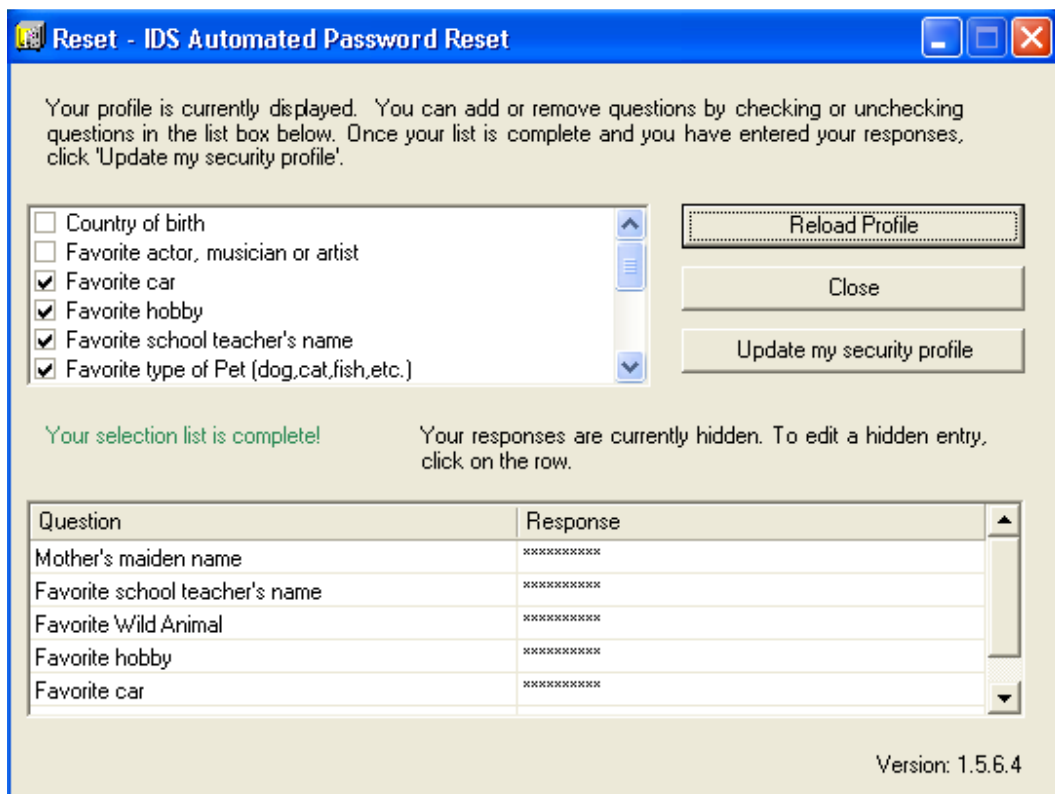 Reset - IDS Automated Password Reset
Your profile is currently displayed. You can add or remove questions by checking or unchecking
questions in the list box below. Once your list is complete and you have entered your responses,
click 'Update my security profile'.
Country of birth
Favorite actor, musician or artist
Favorite car
Favorite hobby
Favorite school teacher's name
Favorite type of Pet (dog,cat,fish,etc.)
Reload Profile
Close
Update my security profile
Your selection list is complete!
Your responses are currently hidden. To edit a hidden entry,
click on the row.
Question Response
Mother's maiden name **********
Favorite school teacher's name **********
Favorite Wild Animal **********
Favorite hobby **********
Favorite car **********
Version: 1.5.6.4